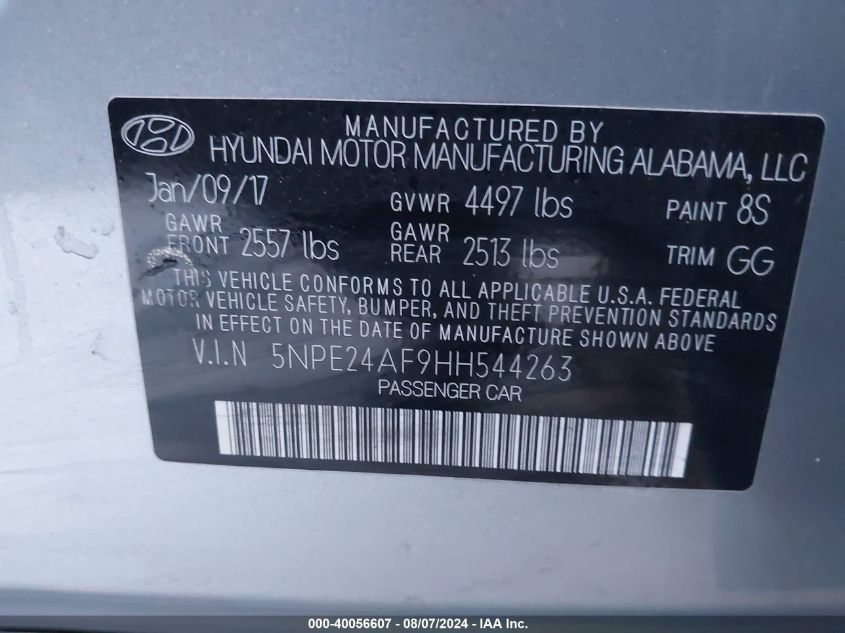 MANUFACTURED BY
HYUNDAI MOTOR MANUFACTURING ALABAMA, LLC
Jan/09/17 GVWR 4497 lbs PAINT 8S
GAWR FRONT 2557 lbs GAWR REAR 2513 lbs TRIM GG
THIS VEHICLE CONFORMS TO ALL APPLICABLE U.S.A. FEDERAL
MOTOR VEHICLE SAFETY, BUMPER, AND THEFT PREVENTION STANDARDS
IN EFFECT ON THE DATE OF MANUFACTURE SHOWN ABOVE
V.I.N 5NPE24AF9HH544263
PASSENGER CAR
000-40056607 - 08/07/2024 - IAA Inc.